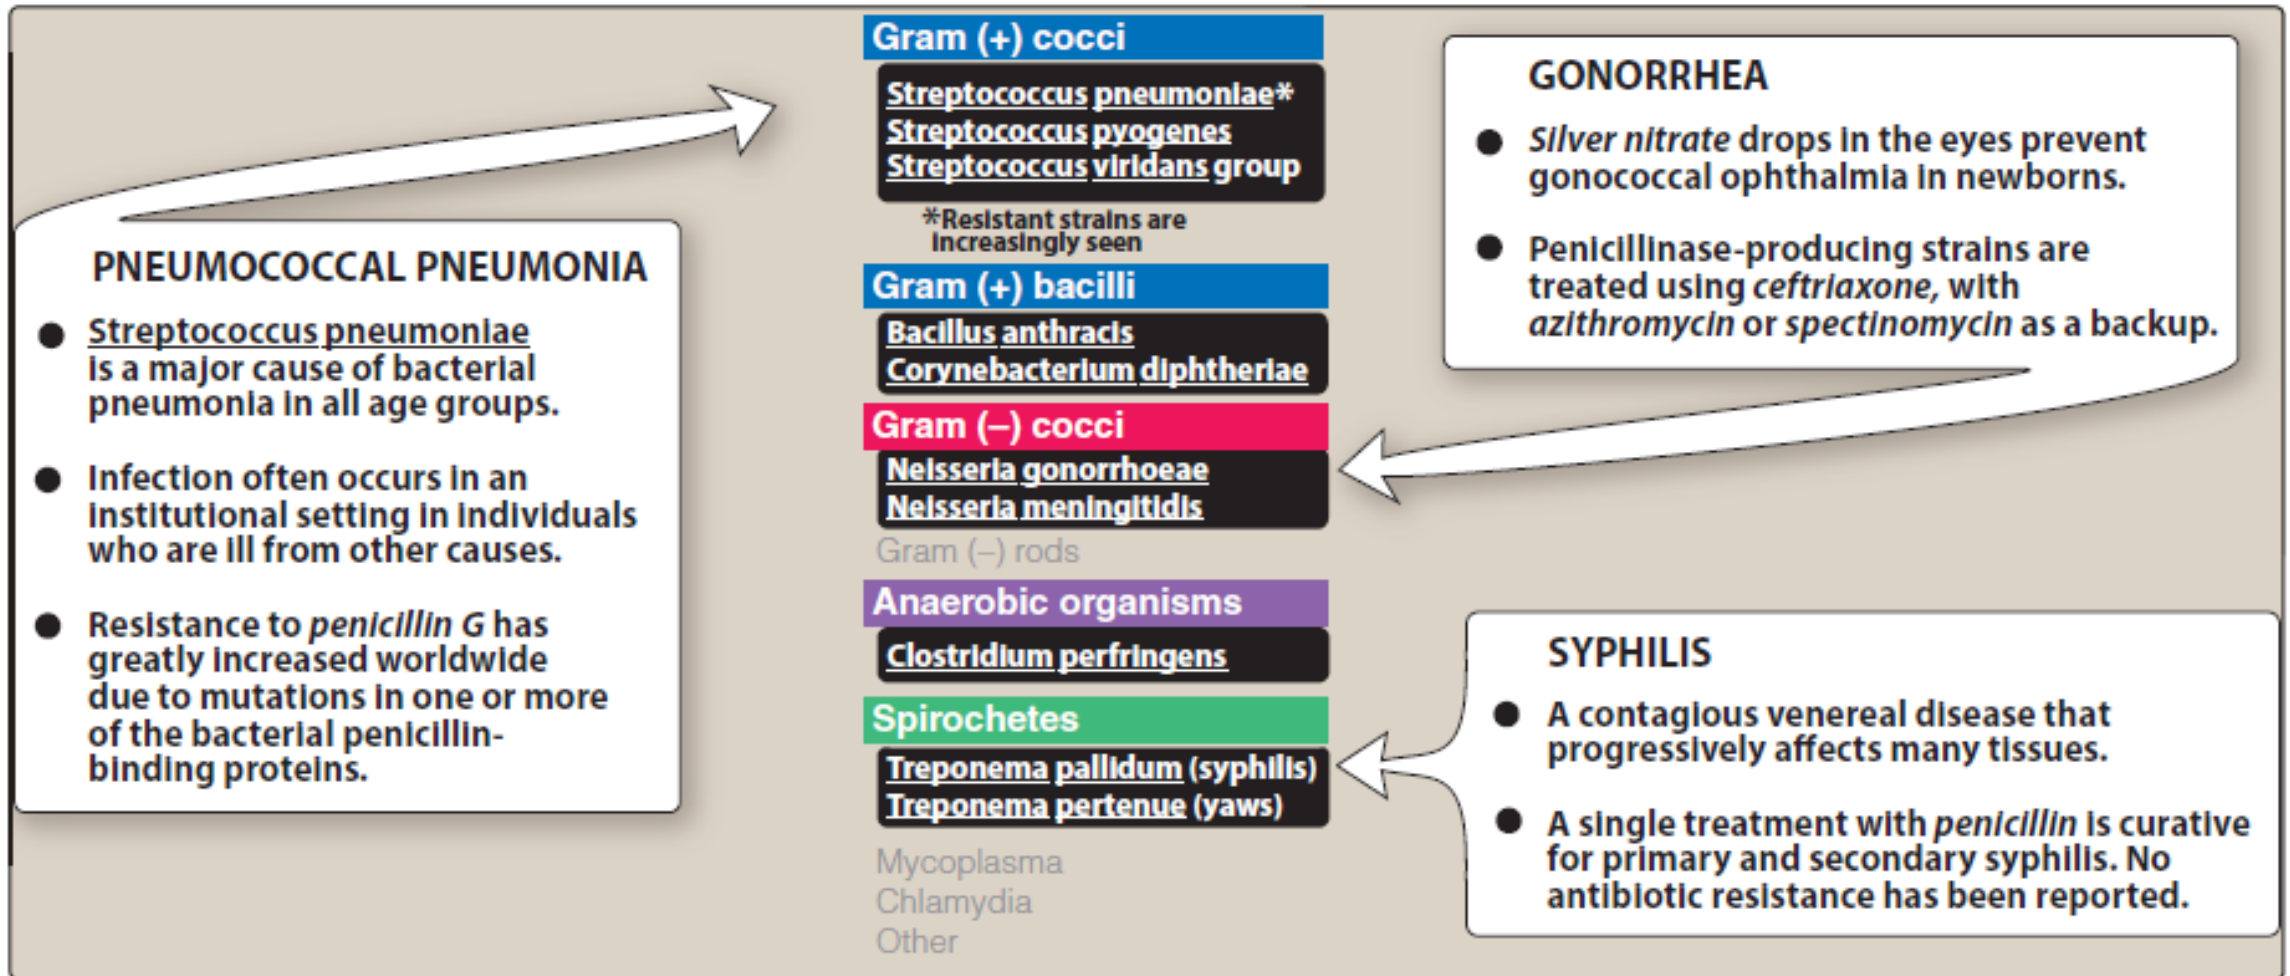 Gram (+) cocci
Streptococcus pneumoniae*
Streptococcus pyogenes
Streptococcus viridans group
*Resistant strains are
increasingly seen
Gram (+) bacilli
Bacillus anthracis
Corynebacterium diphtheriae
Gram (–) cocci
Neisseria gonorrhoeae
Neisseria meningitidis
Gram (–) rods
Anaerobic organisms
Clostridium perfringens
Spirochetes
Treponema pallidum (syphilis)
Treponema pertenue (yaws)
Mycoplasma
Chlamydia
Other
PNEUMOCOCCAL PNEUMONIA
● Streptococcus pneumoniae
is a major cause of bacterial
pneumonia in all age groups.
● Infection often occurs in an
institutional setting in individuals
who are ill from other causes.
● Resistance to penicillin G has
greatly increased worldwide
due to mutations in one or more
of the bacterial penicillin-
binding proteins.
GONORRHEA
● Silver nitrate drops in the eyes prevent
gonococcal ophthalmia in newborns.
● Penicillinase-producing strains are
treated using ceftriaxone, with
azithromycin or spectinomycin as a backup.
SYPHILIS
● A contagious venereal disease that
progressively affects many tissues.
● A single treatment with penicillin is curative
for primary and secondary syphilis. No
antibiotic resistance has been reported.